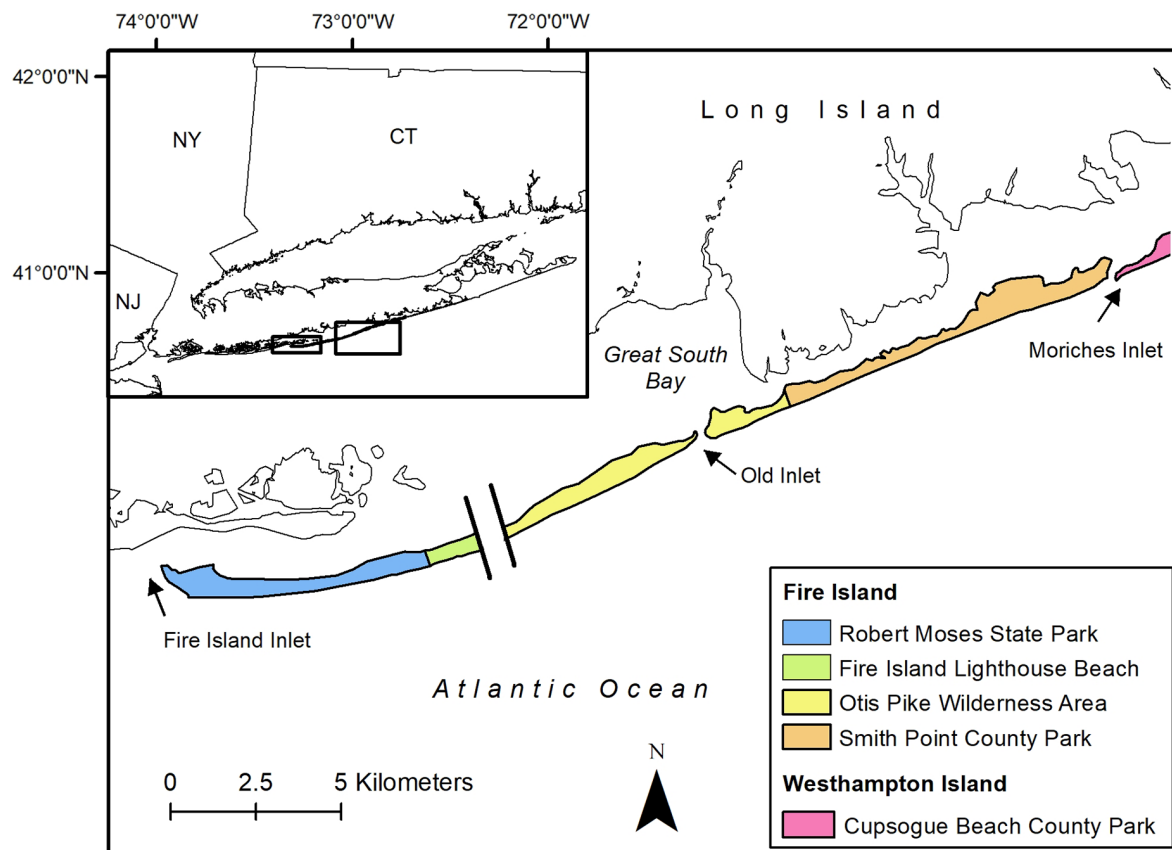 74°0'0"W 73°0'0"W 72°0'0"W
42°0'0"N
41°0'0"N
NY
CT
NJ
Long Island
Great South
Bay
Moriches Inlet
Old Inlet
Fire Island Inlet
Atlantic Ocean
0 2.5 5 Kilometers
N
Fire Island
Robert Moses State Park
Fire Island Lighthouse Beach
Otis Pike Wilderness Area
Smith Point County Park
Westhampton Island
Cupsogue Beach County Park